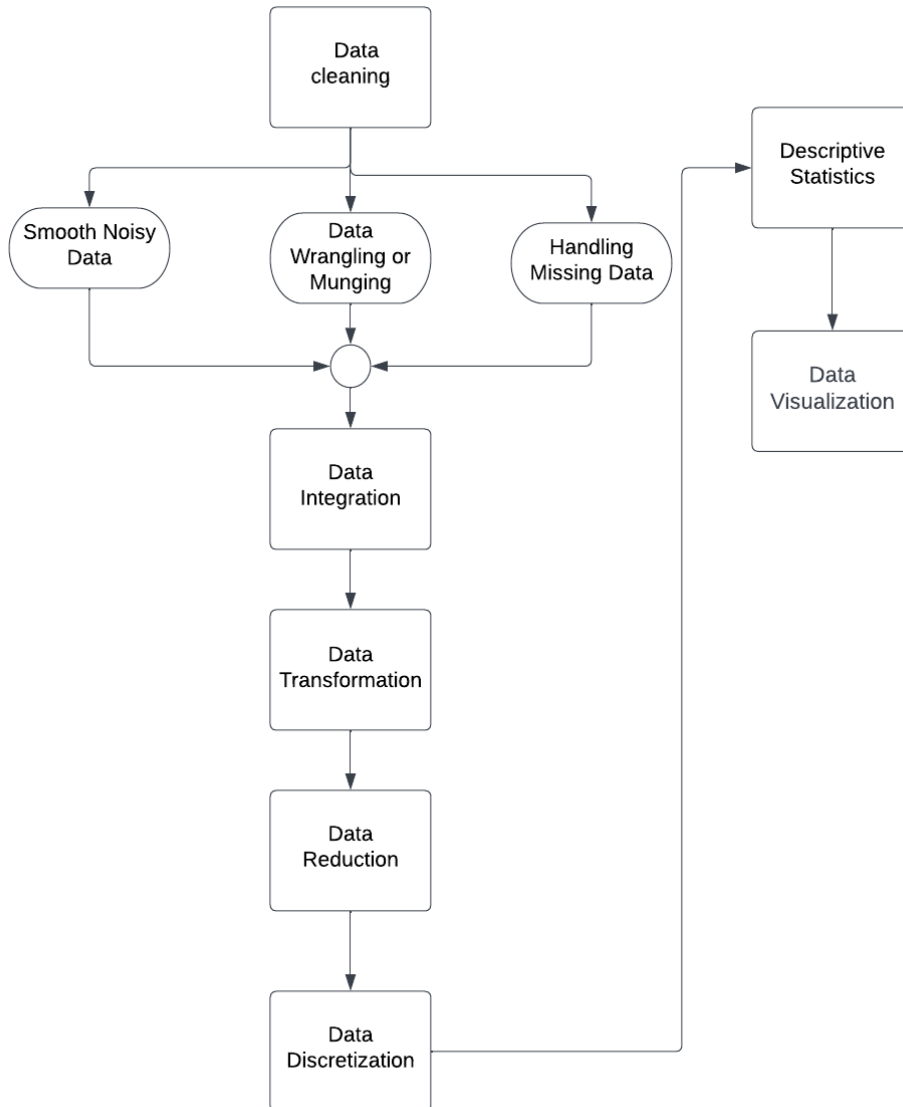 Data
cleaning
Smooth Noisy
Data
Data
Wrangling or
Munging
Handling
Missing Data
Data
Integration
Data
Transformation
Data
Reduction
Data
Discretization
Descriptive
Statistics
Data
Visualization